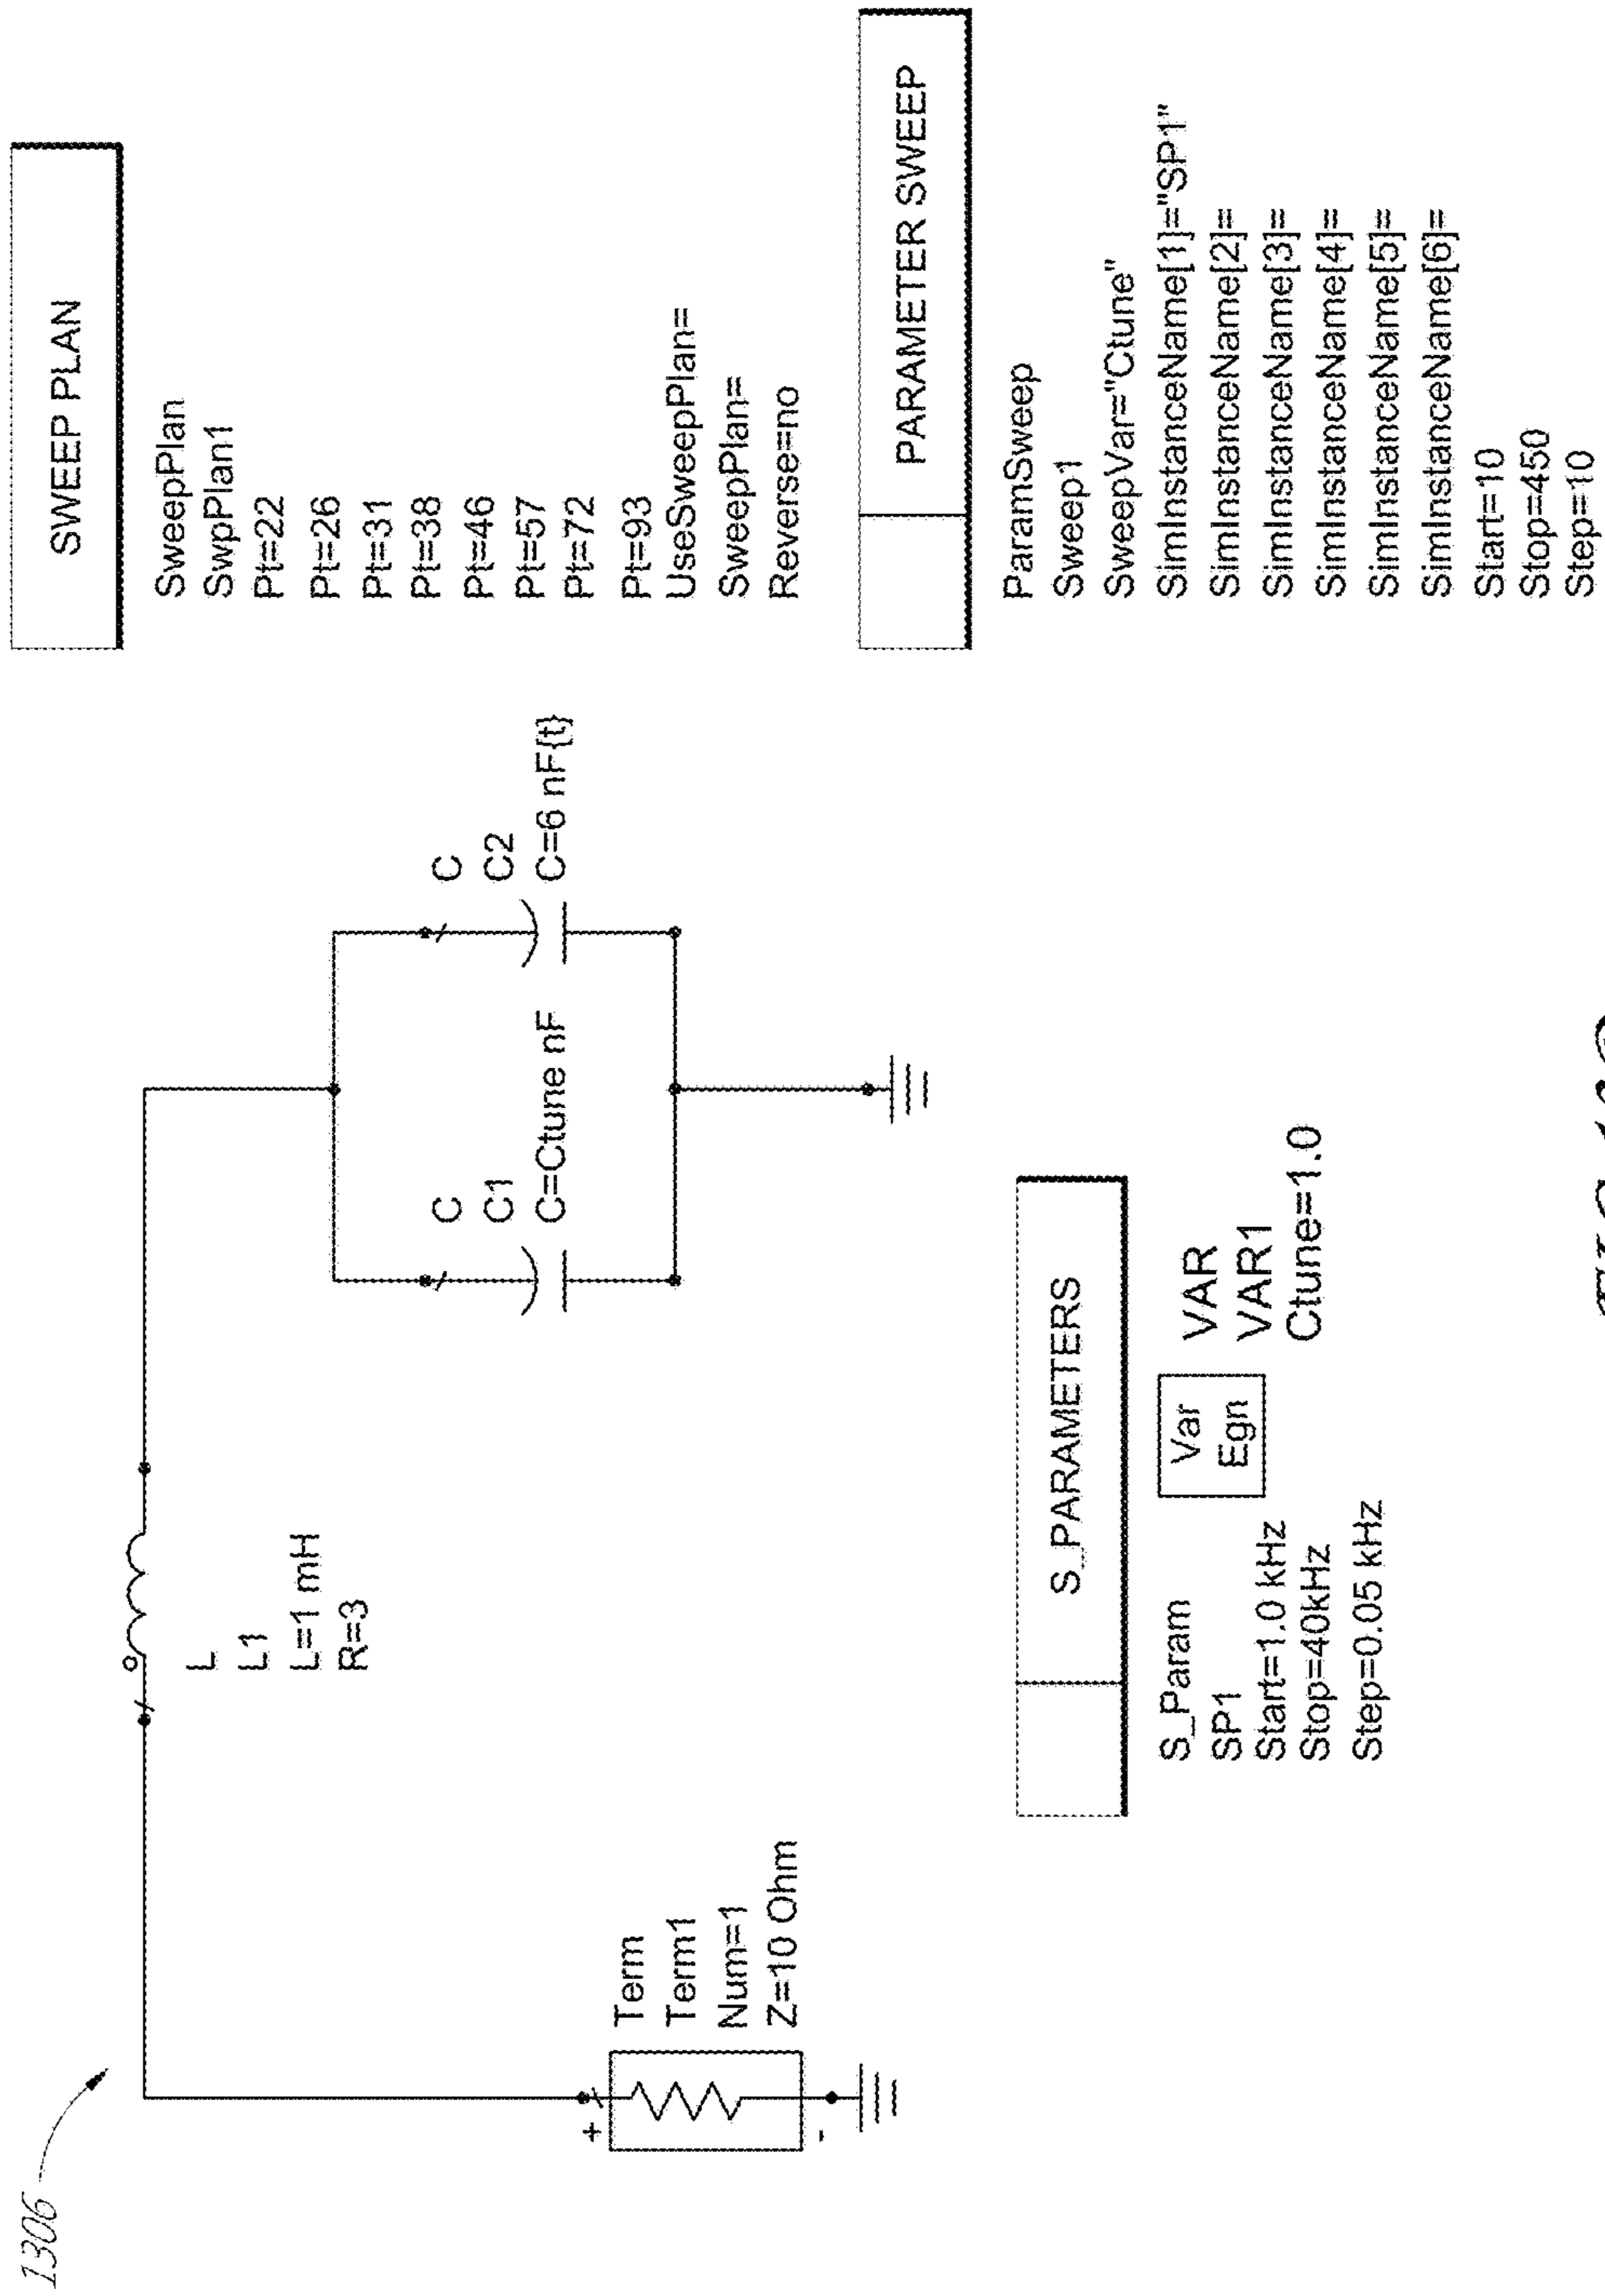 1306
L
L1
L=1 mH
R=3
Term
Term1
Num=1
Z=10 Ohm
+
-
C
C1
C=Ctune nF
C
C2
C=6 nF{t}
SWEEP PLAN
SweepPlan
SwpPlan1
Pt=22
Pt=26
Pt=31
Pt=38
Pt=46
Pt=57
Pt=72
Pt=93
UseSweepPlan=
SweepPlan=
Reverse=no
S_PARAMETERS
S_Param
SP1
Start=1.0 kHz
Stop=40kHz
Step=0.05 kHz
Var
Egn
VAR
VAR1
Ctune=1.0
PARAMETER SWEEP
ParamSweep
Sweep1
SweepVar="Ctune"
SimInstanceName[1]="SP1"
SimInstanceName[2]=
SimInstanceName[3]=
SimInstanceName[4]=
SimInstanceName[5]=
SimInstanceName[6]=
Start=10
Stop=450
Step=10